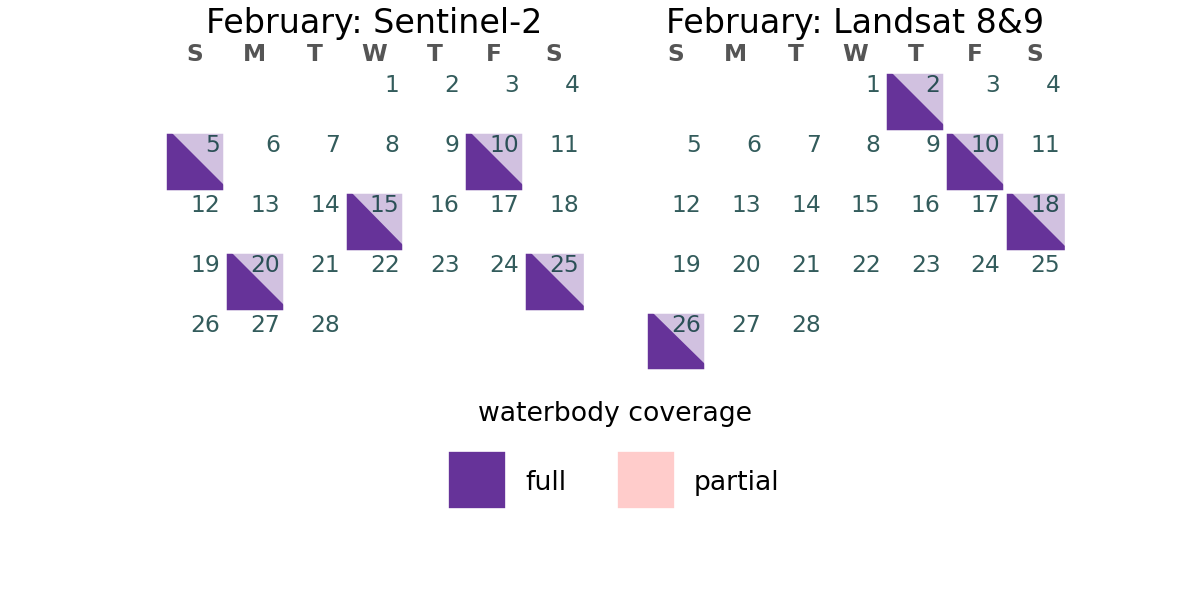 February: Sentinel-2
S M T W T F S
1 2 3 4
5 6 7 8 9 10 11
12 13 14 15 16 17 18
19 20 21 22 23 24 25
26 27 28
February: Landsat 8&9
S M T W T F S
1 2 3 4
5 6 7 8 9 10 11
12 13 14 15 16 17 18
19 20 21 22 23 24 25
26 27 28
waterbody coverage
full partial